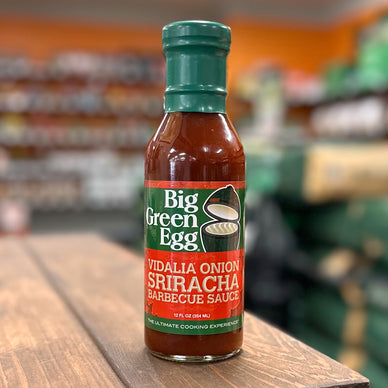 Big
Green
Egg
VIDALIA ONION
SRIRACHA
BARBECUE SAUCE
12 FL OZ (354 ML)
THE ULTIMATE COOKING EXPERIENCE